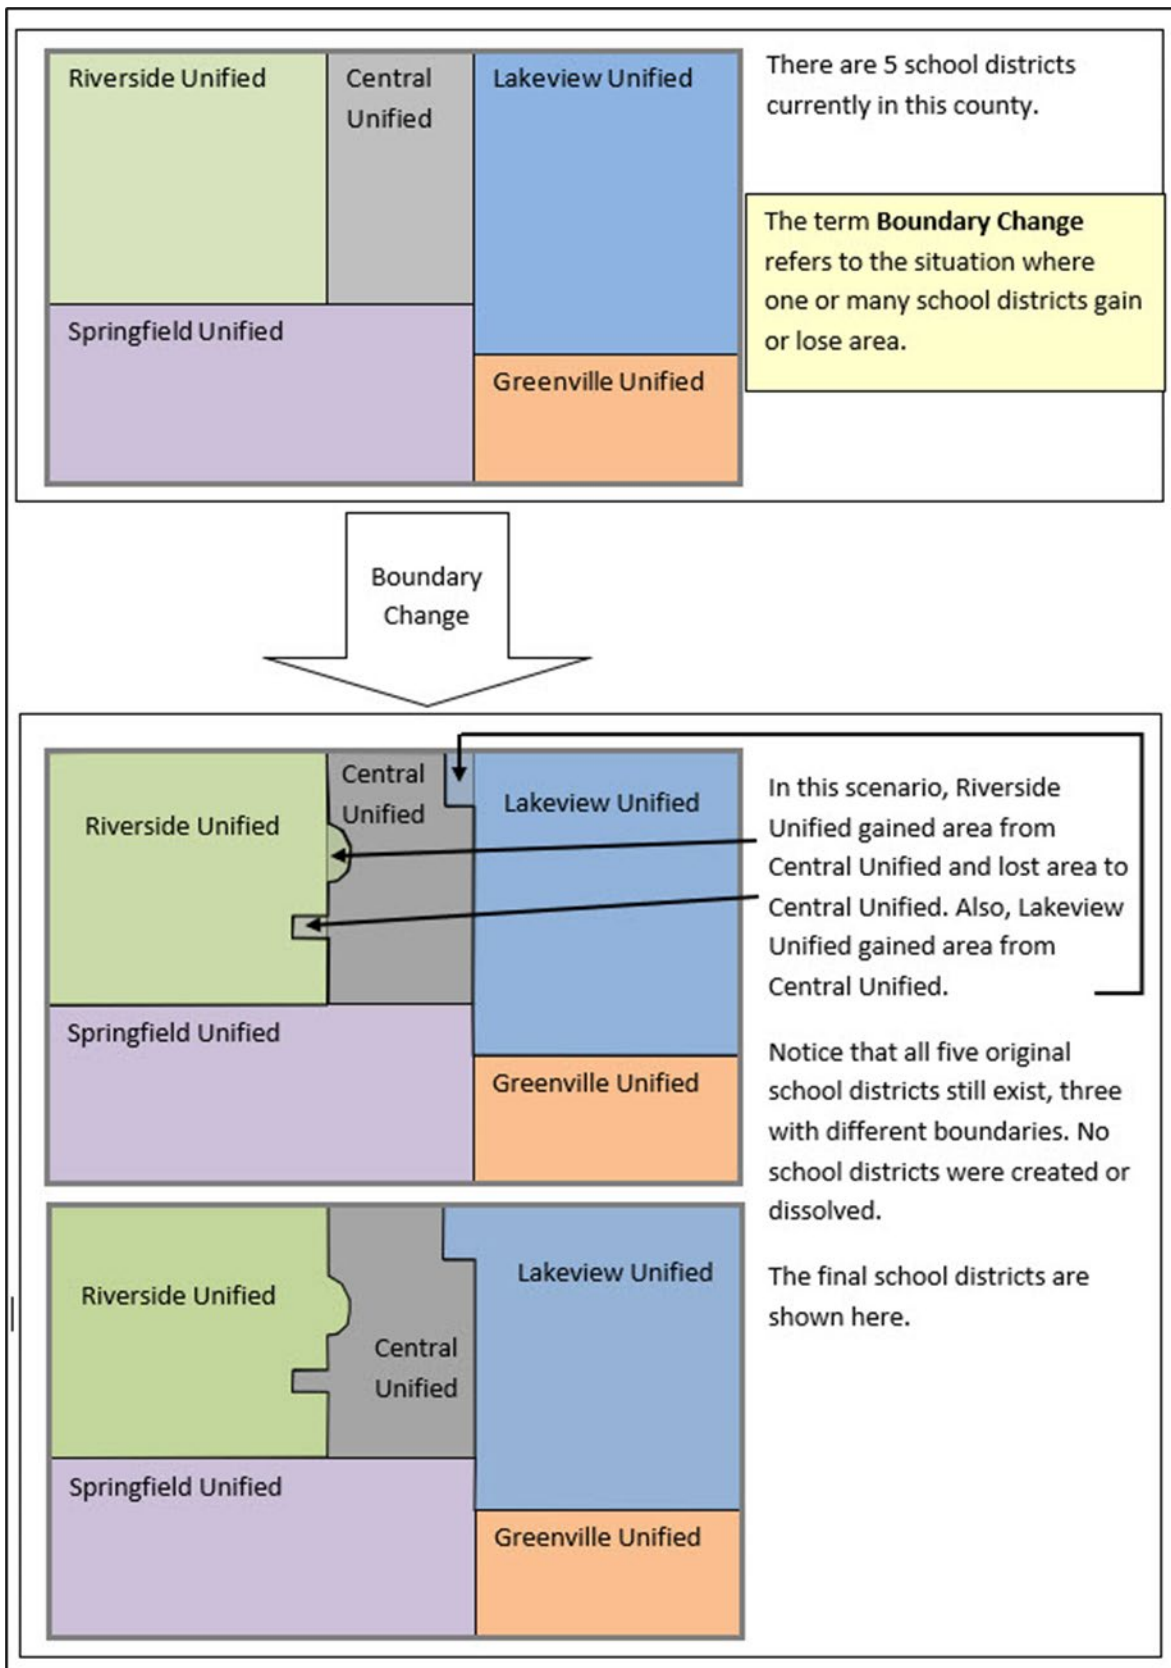 Riverside Unified
Central
Unified
Lakeview Unified
Springfield Unified
Greenville Unified
There are 5 school districts
currently in this county.
The term Boundary Change
refers to the situation where
one or many school districts gain
or lose area.
Boundary
Change
Riverside Unified
Central
Unified
Lakeview Unified
Springfield Unified
Greenville Unified
In this scenario, Riverside
Unified gained area from
Central Unified and lost area to
Central Unified. Also, Lakeview
Unified gained area from
Central Unified.
Notice that all five original
school districts still exist, three
with different boundaries. No
school districts were created or
dissolved.
Riverside Unified
Central
Unified
Lakeview Unified
Springfield Unified
Greenville Unified
The final school districts are
shown here.